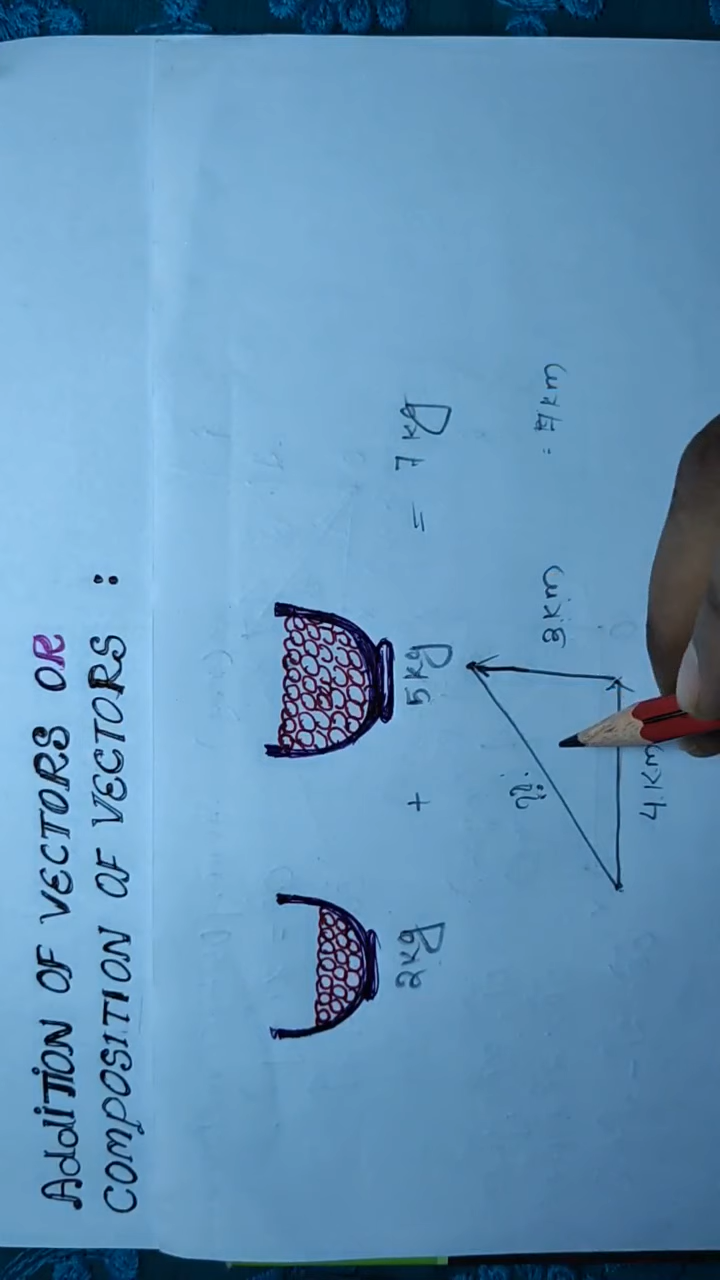 Addition of Vectors OR
Composition of Vectors :
2kg + 5kg = 7kg
3km = 7km
4km